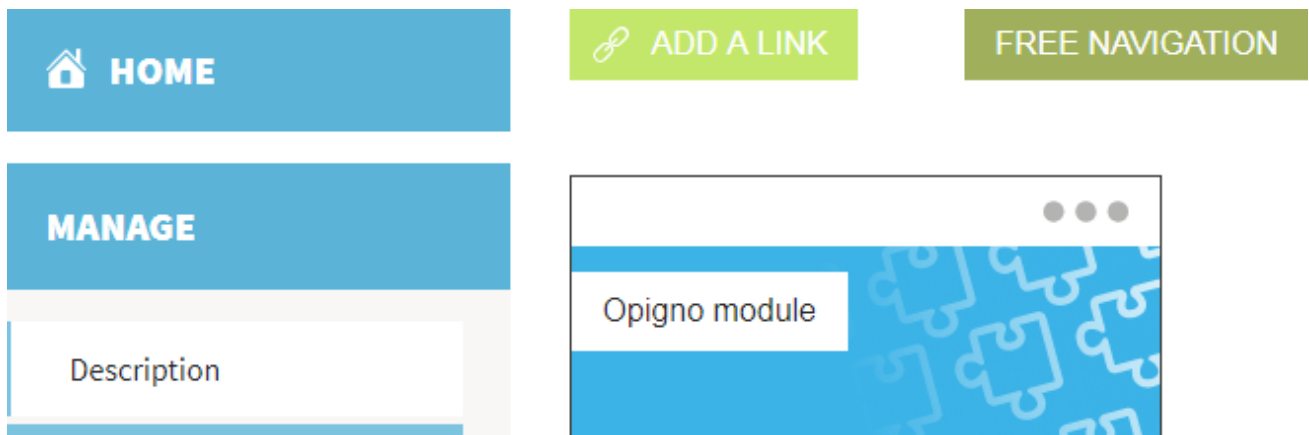 HOME
MANAGE
Description
ADD A LINK
FREE NAVIGATION
Opigno module